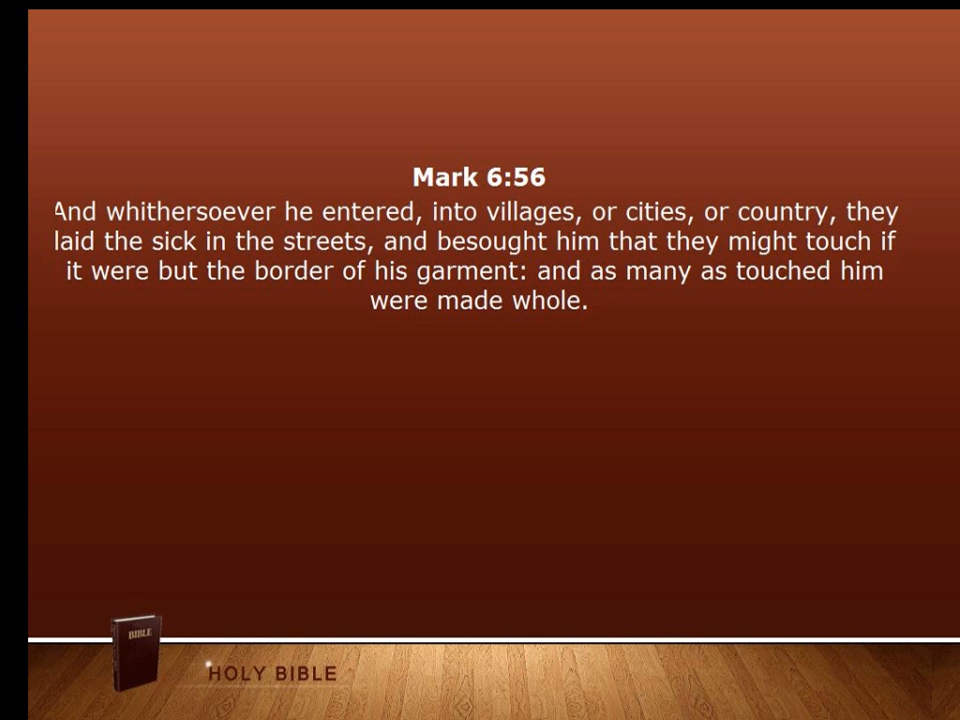 Mark 6:56
And whithersoever he entered, into villages, or cities, or country, they
laid the sick in the streets, and besought him that they might touch if
it were but the border of his garment: and as many as touched him
were made whole.
BIBLE
HOLY BIBLE